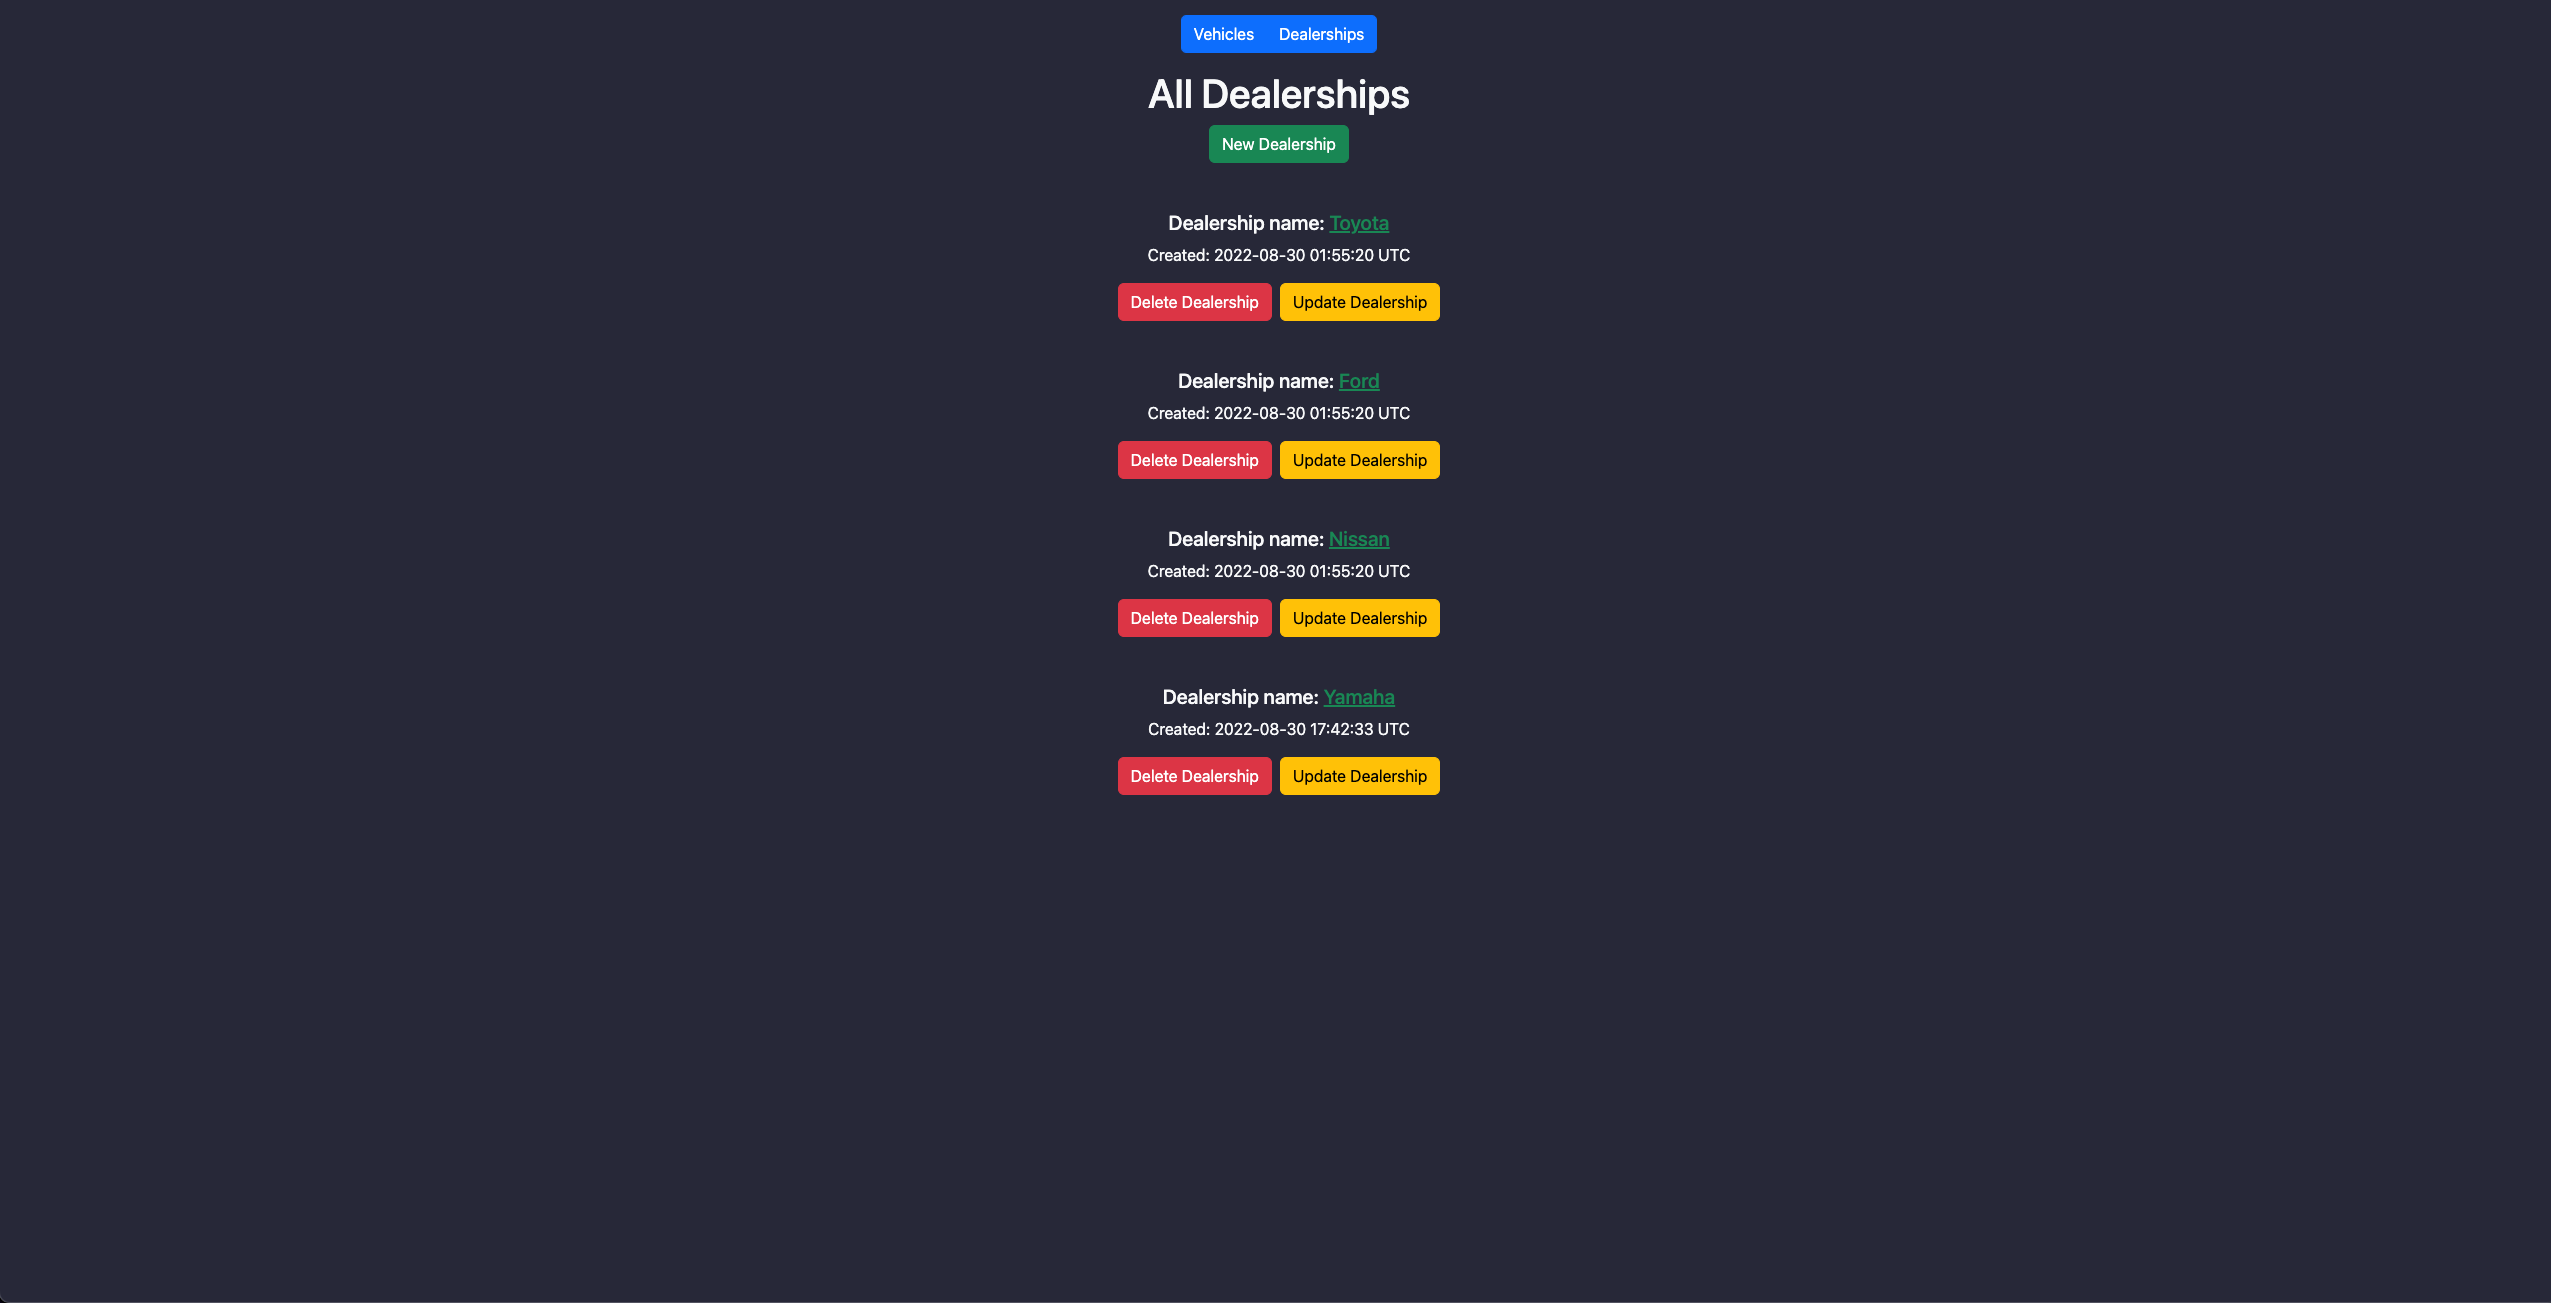 Vehicles Dealerships
All Dealerships
New Dealership
Dealership name: Toyota
Created: 2022-08-30 01:55:20 UTC
Delete Dealership Update Dealership
Dealership name: Ford
Created: 2022-08-30 01:55:20 UTC
Delete Dealership Update Dealership
Dealership name: Nissan
Created: 2022-08-30 01:55:20 UTC
Delete Dealership Update Dealership
Dealership name: Yamaha
Created: 2022-08-30 17:42:33 UTC
Delete Dealership Update Dealership